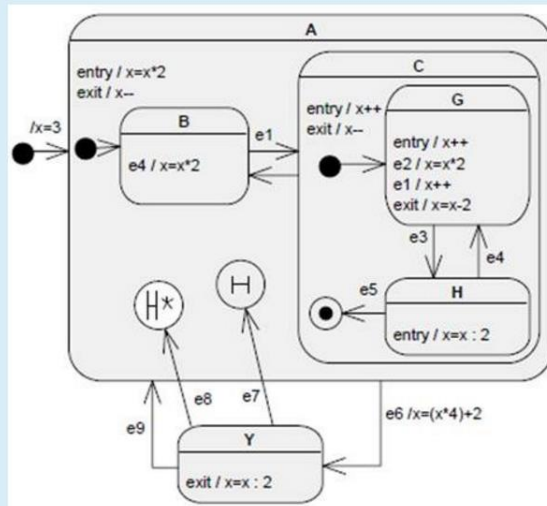 A
entry / x=x*2
exit / x--
/x=3
B
e4 / x=x*2
e1
C
entry / x++
exit / x--
G
entry / x++
e2 / x=x*2
e1 / x++
exit / x=x-2
e3
e4
e5
H
entry / x=x : 2
H*
H
e8
e7
e9
e6 /x=(x*4)+2
Y
exit / x=x : 2